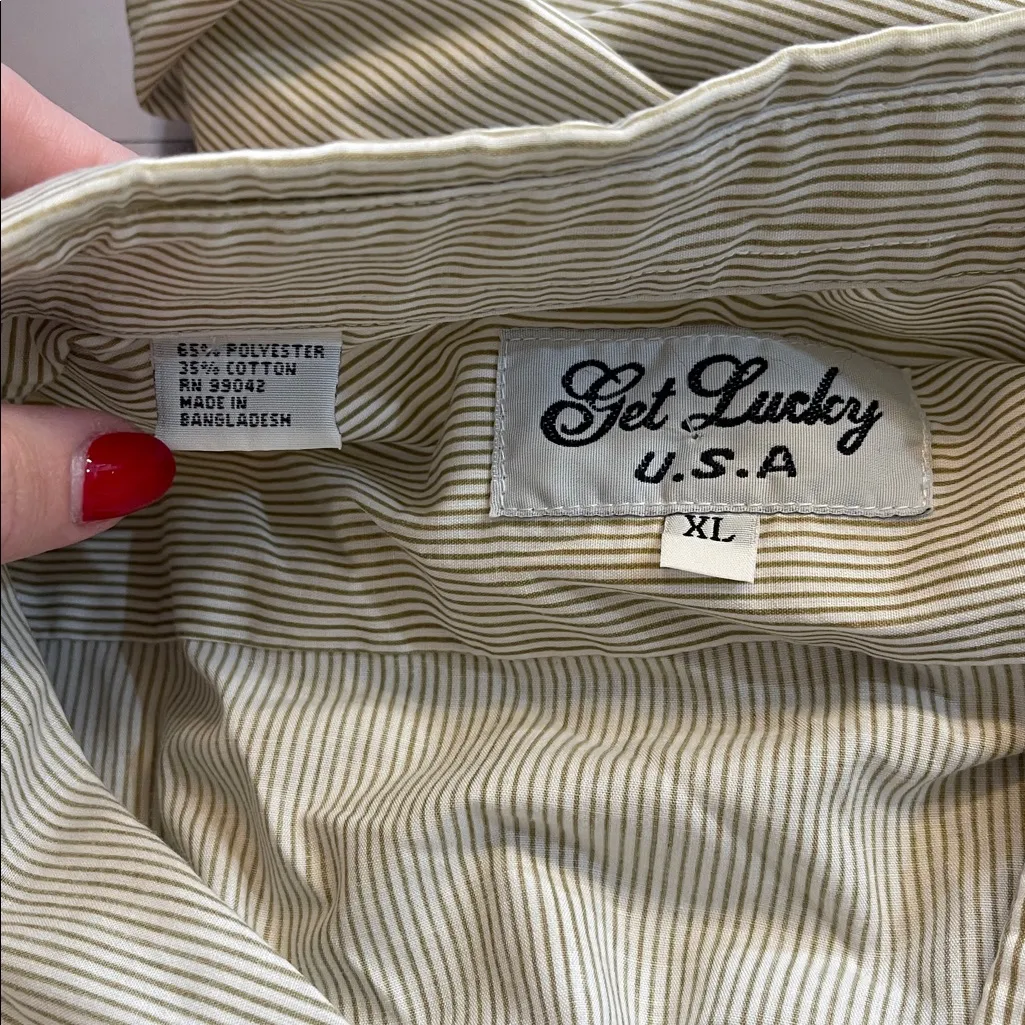 65% POLYESTER
35% COTTON
RN 99042
MADE IN
BANGLADESH
Get Lucky
U.S.A
XL